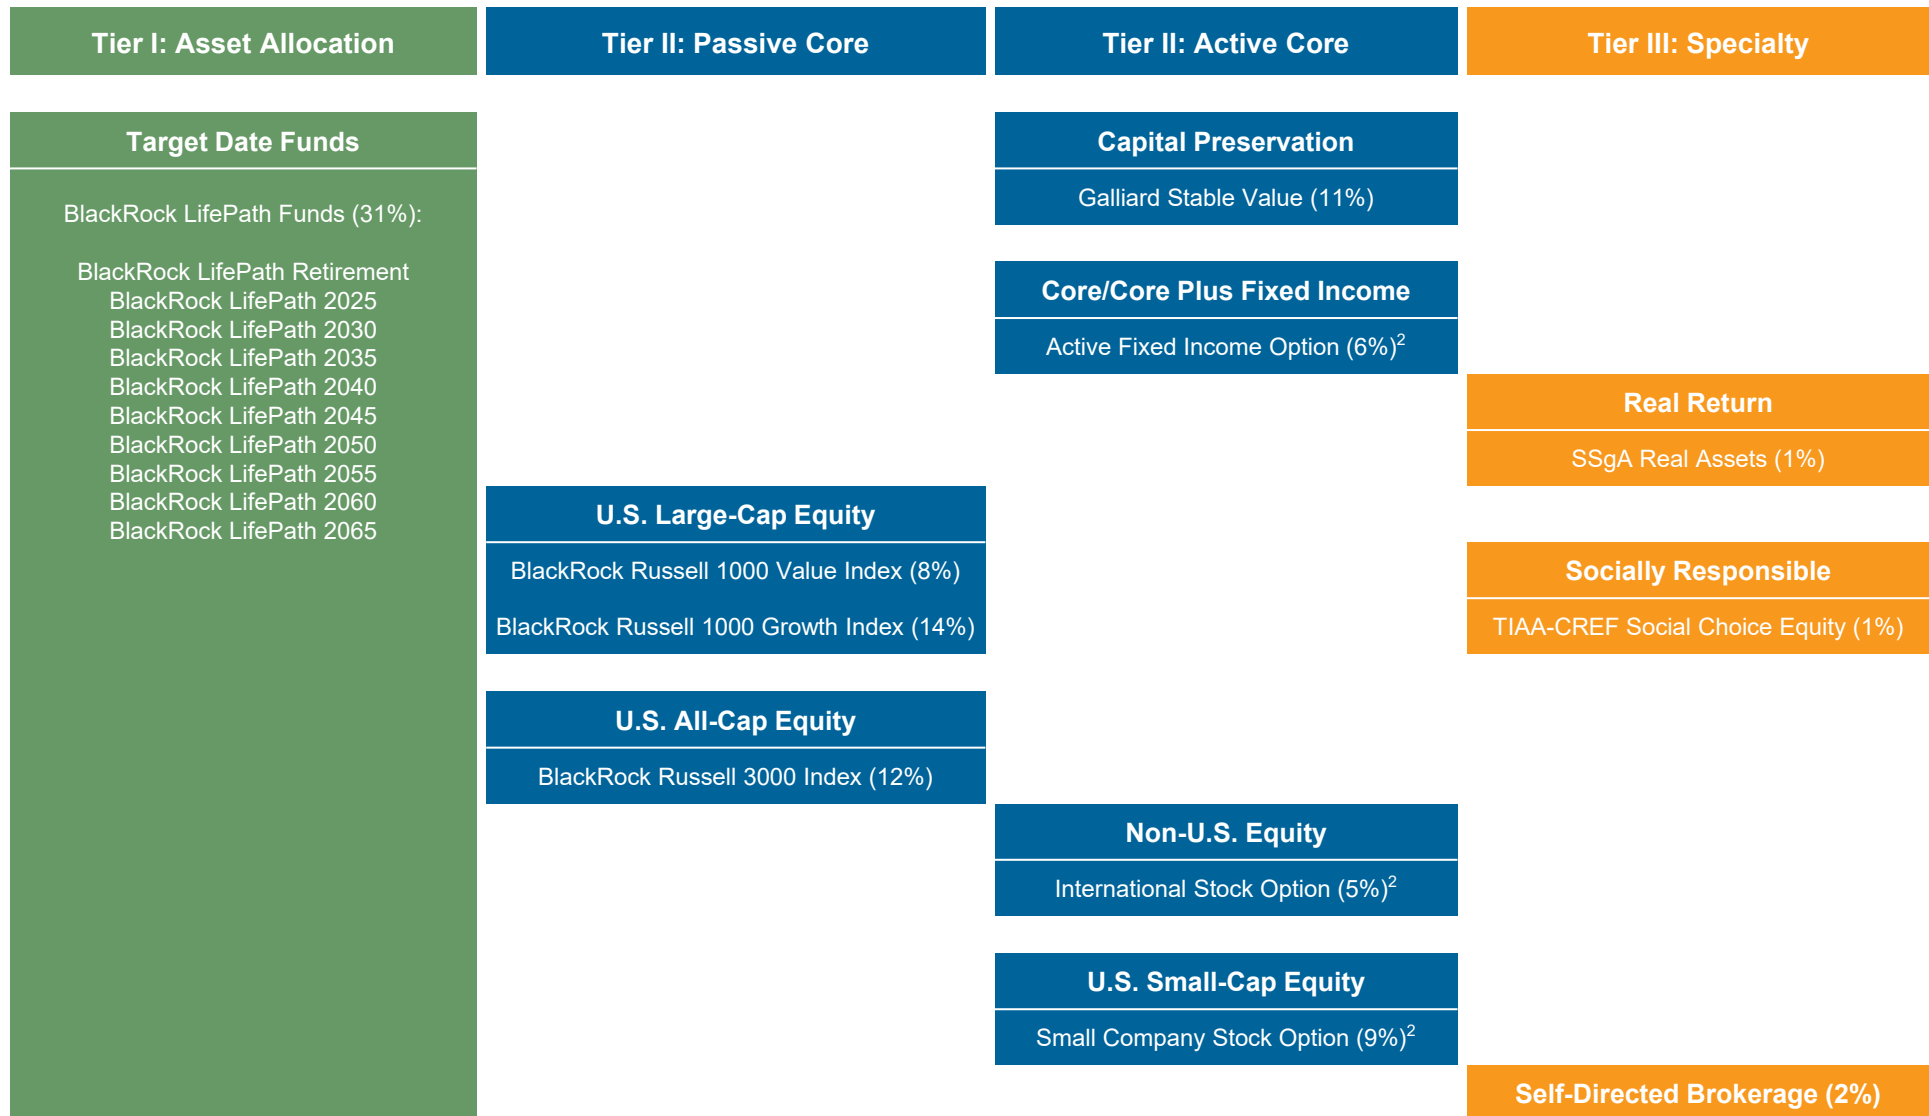 Tier I: Asset Allocation
Tier II: Passive Core
Tier II: Active Core
Tier III: Specialty
Target Date Funds
BlackRock LifePath Funds (31%):
BlackRock LifePath Retirement
BlackRock LifePath 2025
BlackRock LifePath 2030
BlackRock LifePath 2035
BlackRock LifePath 2040
BlackRock LifePath 2045
BlackRock LifePath 2050
BlackRock LifePath 2055
BlackRock LifePath 2060
BlackRock LifePath 2065
U.S. Large-Cap Equity
BlackRock Russell 1000 Value Index (8%)
BlackRock Russell 1000 Growth Index (14%)
U.S. All-Cap Equity
BlackRock Russell 3000 Index (12%)
Capital Preservation
Galliard Stable Value (11%)
Core/Core Plus Fixed Income
Active Fixed Income Option (6%)²
Non-U.S. Equity
International Stock Option (5%)²
U.S. Small-Cap Equity
Small Company Stock Option (9%)²
Real Return
SSgA Real Assets (1%)
Socially Responsible
TIAA-CREF Social Choice Equity (1%)
Self-Directed Brokerage (2%)